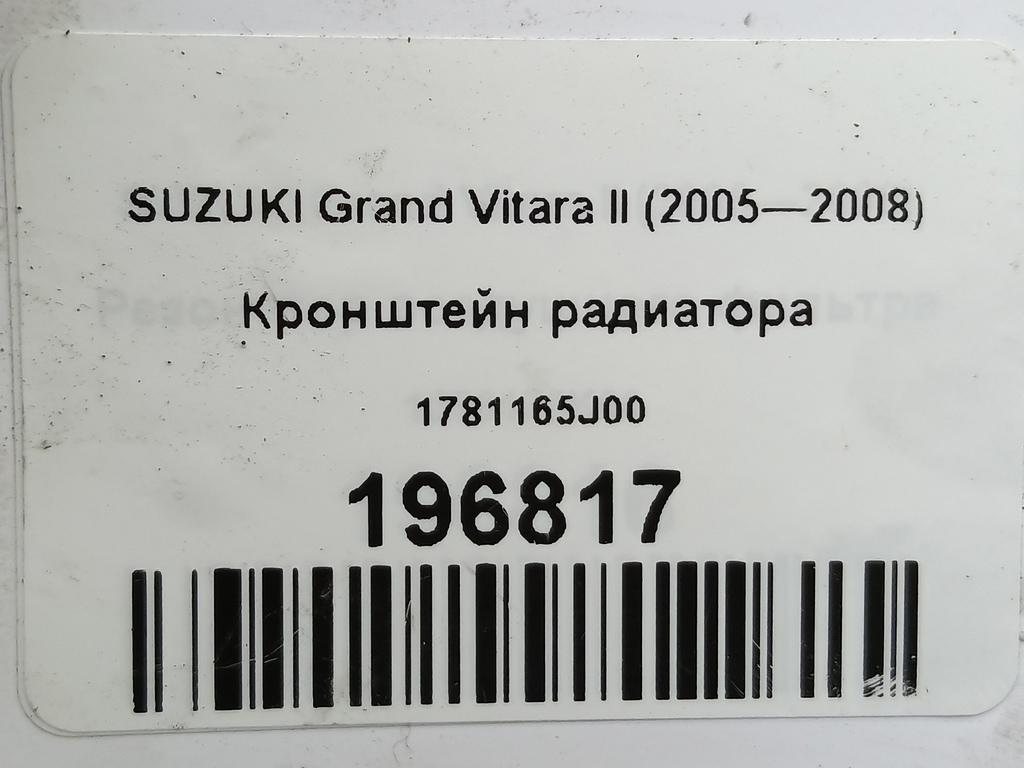 SUZUKI Grand Vitara II (2005—2008)
Кронштейн радиатора
1781165J00
196817